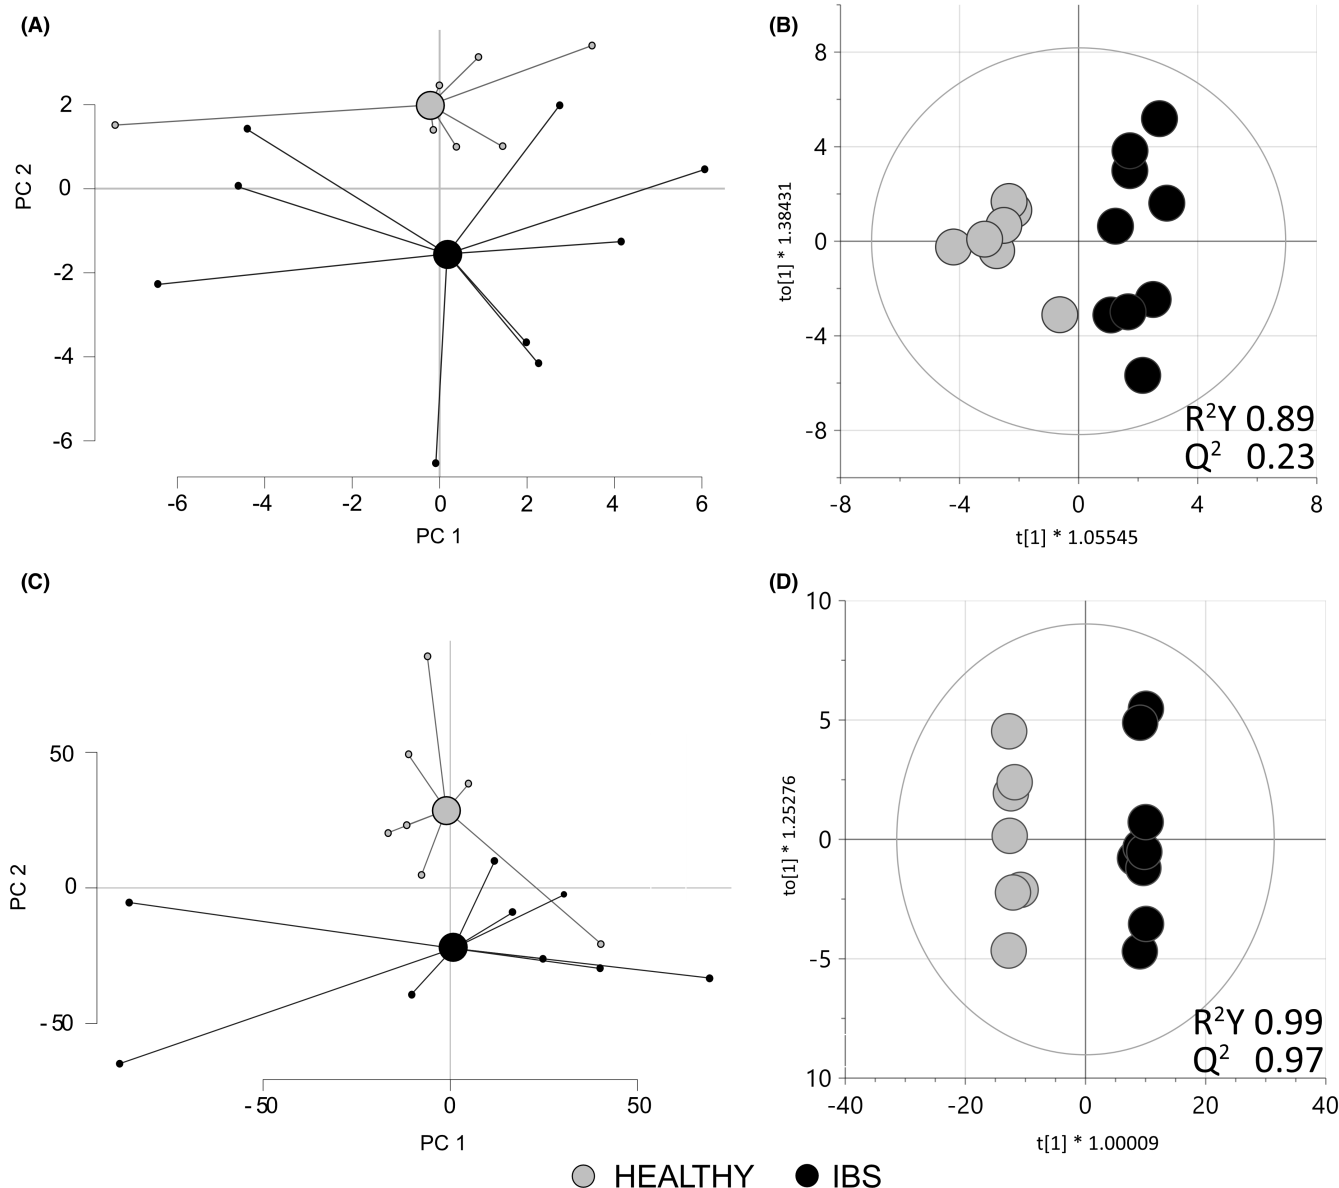 (A)
2
0
-2
-4
-6
PC 2
-6 -4 -2 0 2 4 6
PC 1
(B)
8
4
0
-4
-8
to[1] * 1.38431
R²Y 0.89
Q² 0.23
-8 -4 0 4 8
t[1] * 1.05545
(C)
50
0
-50
PC 2
-50 0 50
PC 1
(D)
10
5
0
-5
10
to[1] * 1.25276
R²Y 0.99
Q² 0.97
-40 -20 0 20 40
t[1] * 1.00009
HEALTHY IBS